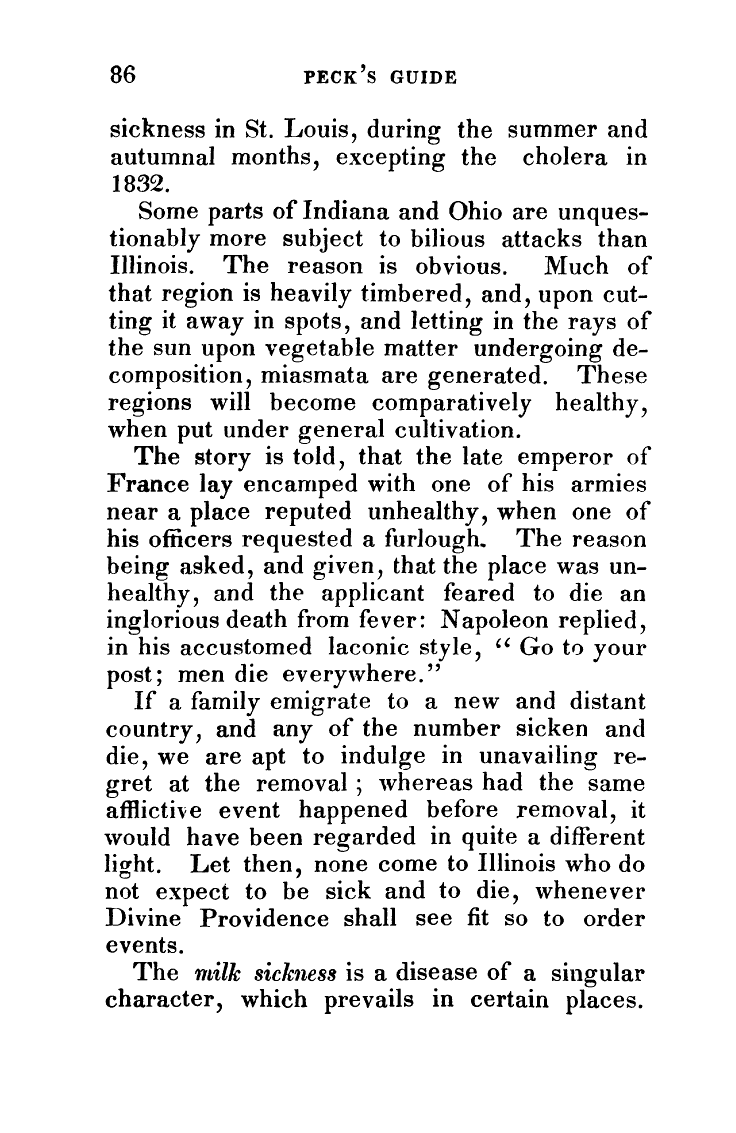 86 PECK'S GUIDE
sickness in St. Louis, during the summer and
autumnal months, excepting the cholera in
1832.
Some parts of Indiana and Ohio are unques-
tionably more subject to bilious attacks than
Illinois. The reason is obvious. Much of
that region is heavily timbered, and, upon cut-
ting it away in spots, and letting in the rays of
the sun upon vegetable matter undergoing de-
composition, miasmata are generated. These
regions will become comparatively healthy,
when put under general cultivation.
The story is told, that the late emperor of
France lay encamped with one of his armies
near a place reputed unhealthy, when one of
his officers requested a furlough. The reason
being asked, and given, that the place was un-
healthy, and the applicant feared to die an
inglorious death from fever: Napoleon replied,
in his accustomed laconic style, “ Go to your
post; men die everywhere.”
If a family emigrate to a new and distant
country, and any of the number sicken and
die, we are apt to indulge in unavailing re-
gret at the removal ; whereas had the same
afflictive event happened before removal, it
would have been regarded in quite a different
light. Let then, none come to Illinois who do
not expect to be sick and to die, whenever
Divine Providence shall see fit so to order
events.
The milk sickness is a disease of a singular
character, which prevails in certain places.